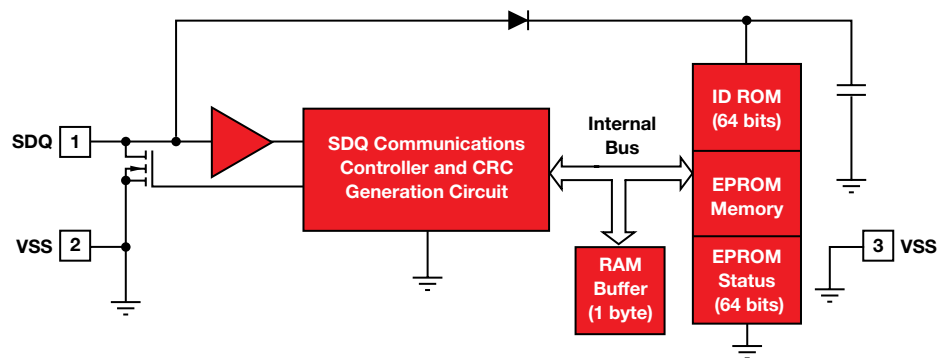 SDQ 1
VSS 2
SDQ Communications
Controller and CRC
Generation Circuit
Internal
Bus
RAM
Buffer
(1 byte)
ID ROM
(64 bits)
EPROM
Memory
EPROM
Status
(64 bits)
3 VSS